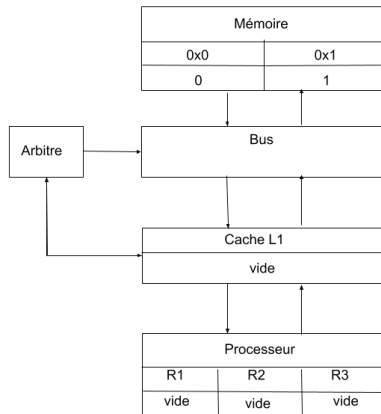 Mémoire
0x0 0x1
0 1
Arbitre
Bus
Cache L1
vide
Processeur
R1 R2 R3
vide vide vide